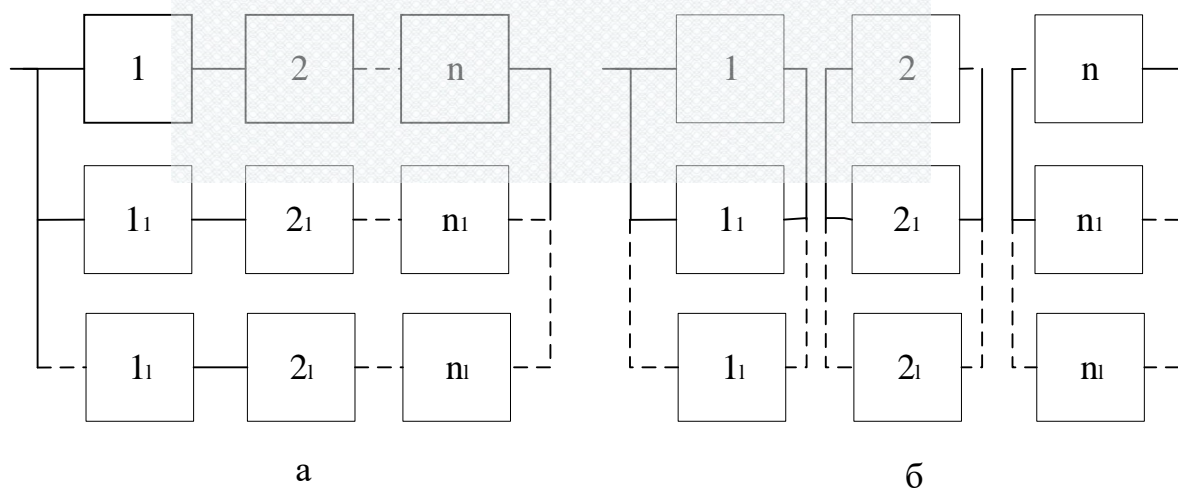 1 2 n 1 2 n
1₁ 2₁ n₁ 1₁ 2₁ n₁
1ₗ 2ₗ nₗ 1ₗ 2ₗ nₗ
а б